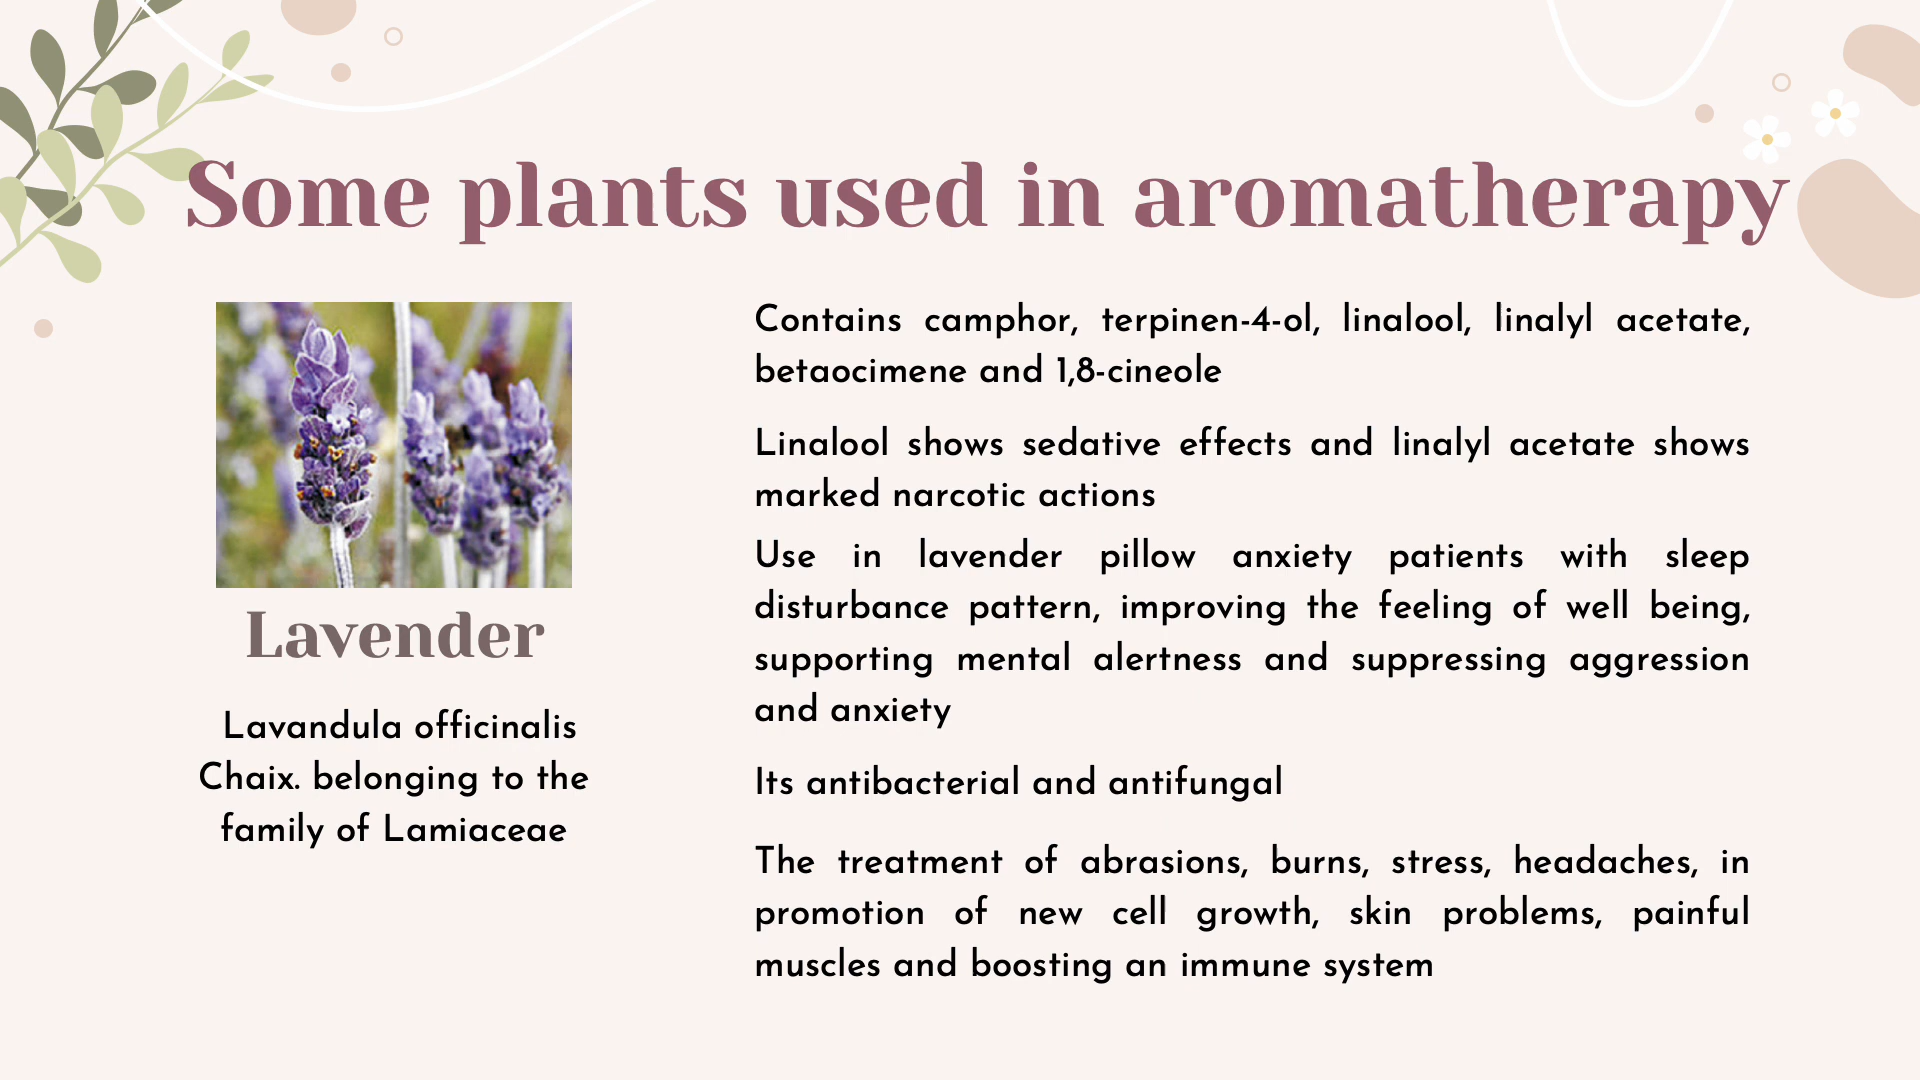 Some plants used in aromatherapy
Lavender
Lavandula officinalis
Chaix. belonging to the
family of Lamiaceae
Contains camphor, terpinen-4-ol, linalool, linalyl acetate,
betaocimene and 1,8-cineole
Linalool shows sedative effects and linalyl acetate shows
marked narcotic actions
Use in lavender pillow anxiety patients with sleep
disturbance pattern, improving the feeling of well being,
supporting mental alertness and suppressing aggression
and anxiety
Its antibacterial and antifungal
The treatment of abrasions, burns, stress, headaches, in
promotion of new cell growth, skin problems, painful
muscles and boosting an immune system